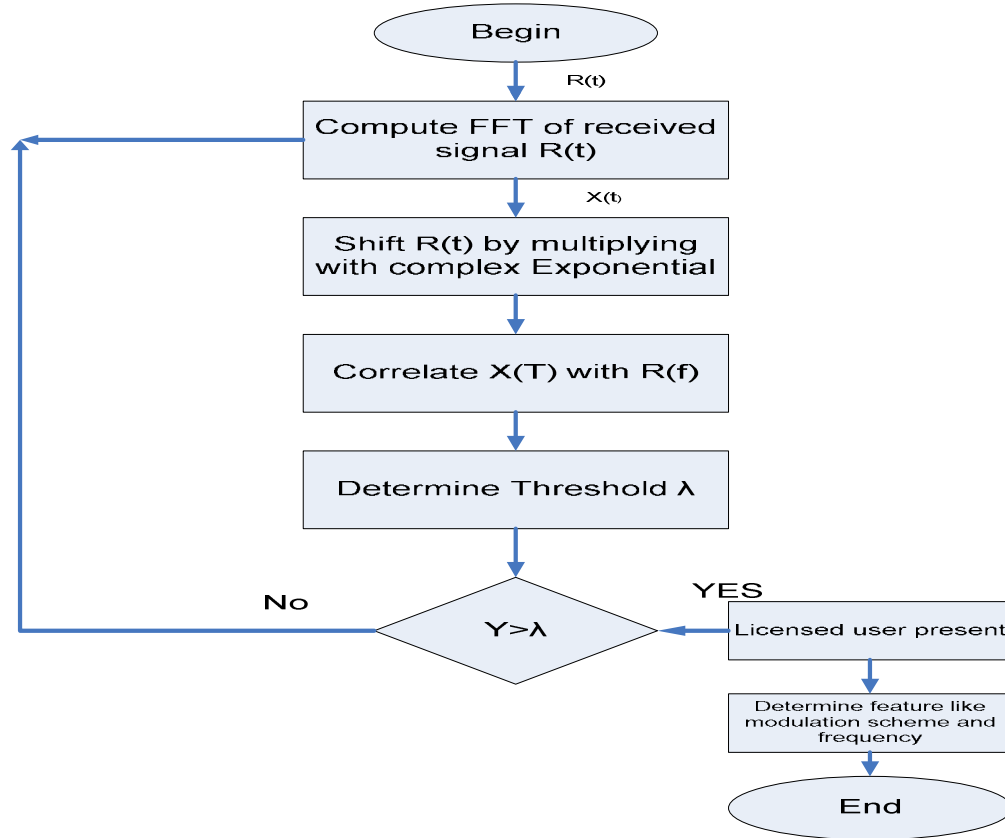 Begin
R(t)
Compute FFT of received
signal R(t)
X(t)
Shift R(t) by multiplying
with complex Exponential
Correlate X(T) with R(f)
Determine Threshold λ
No
Y>λ
YES
Licensed user present
Determine feature like
modulation scheme and
frequency
End